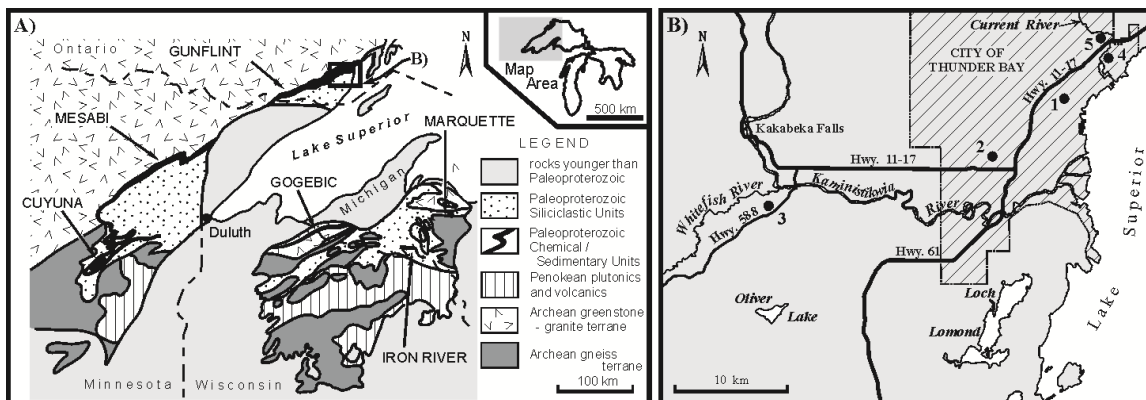 A)
Ontario
GUNFLINT
B)
MESABI
Lake Superior
MARQUETTE
Michigan
GOGEBIC
CUYUNA
Duluth
IRON RIVER
Minnesota
Wisconsin
100 km
N
Map
Area
500 km
LEGEND
rocks younger than
Paleoproterozoic
Paleoproterozoic
Siliciclastic Units
Paleoproterozoic
Chemical /
Sedimentary Units
Penokean plutonics
and volcanics
Archean greenstone
- granite terrane
Archean gneiss
terrane
B)
N
Current River
5
CITY OF
THUNDER BAY
4
Hwy. 11-17
1
Kakabeka Falls
2
Hwy. 11-17
Whitefish River
Kaministikwia
River
Hwy. 588
3
Hwy. 61
Superior
Oliver
Lake
Loch
Lomond
Lake
10 km